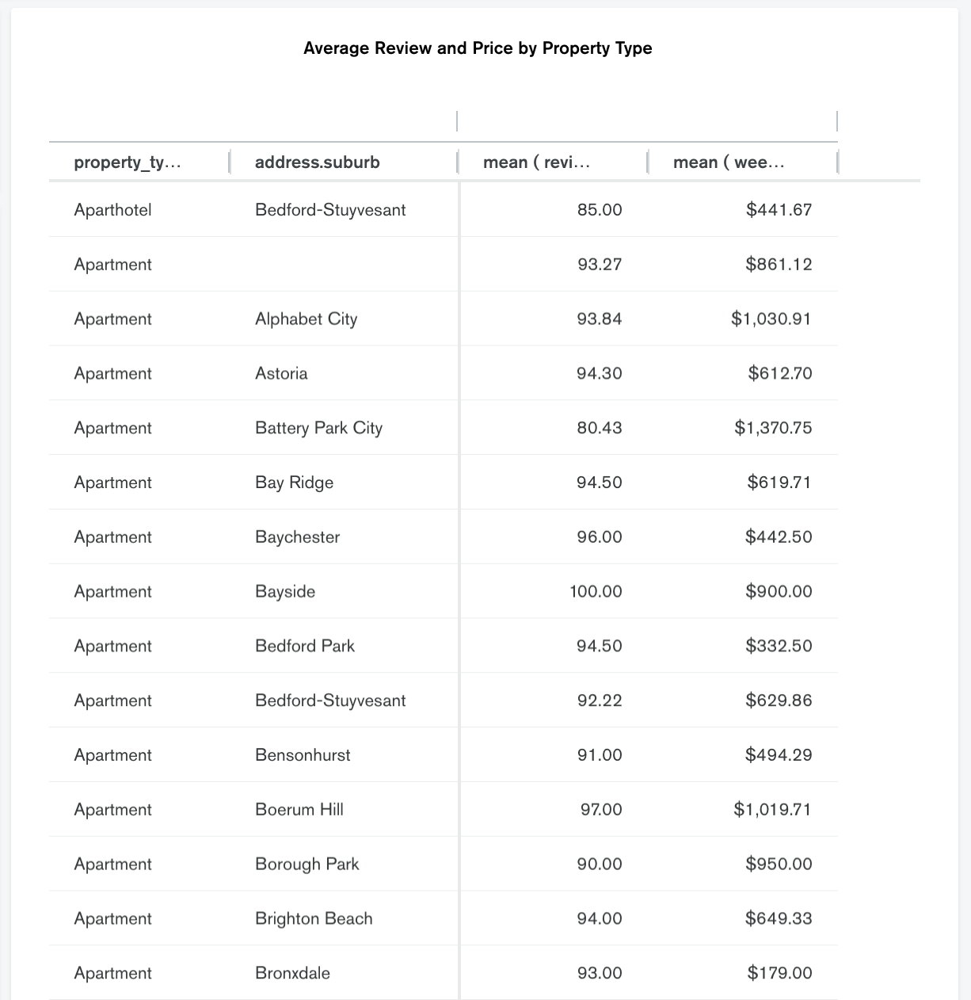 Average Review and Price by Property Type
property_ty... address.suburb mean ( revi... mean ( wee...
Aparthotel Bedford-Stuyvesant 85.00 $441.67
Apartment 93.27 $861.12
Apartment Alphabet City 93.84 $1,030.91
Apartment Astoria 94.30 $612.70
Apartment Battery Park City 80.43 $1,370.75
Apartment Bay Ridge 94.50 $619.71
Apartment Baychester 96.00 $442.50
Apartment Bayside 100.00 $900.00
Apartment Bedford Park 94.50 $332.50
Apartment Bedford-Stuyvesant 92.22 $629.86
Apartment Bensonhurst 91.00 $494.29
Apartment Boerum Hill 97.00 $1,019.71
Apartment Borough Park 90.00 $950.00
Apartment Brighton Beach 94.00 $649.33
Apartment Bronxdale 93.00 $179.00